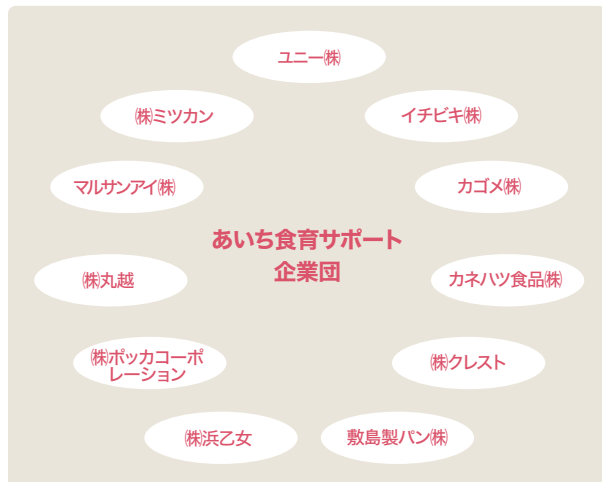 ユニー㈱
㈱ミツカン
イチビキ㈱
マルサンアイ㈱
カゴメ㈱
あいち食育サポート
企業団
㈱丸越
カネハツ食品㈱
㈱ポッカコーポ
レーション
㈱クレスト
㈱浜乙女
敷島製パン㈱